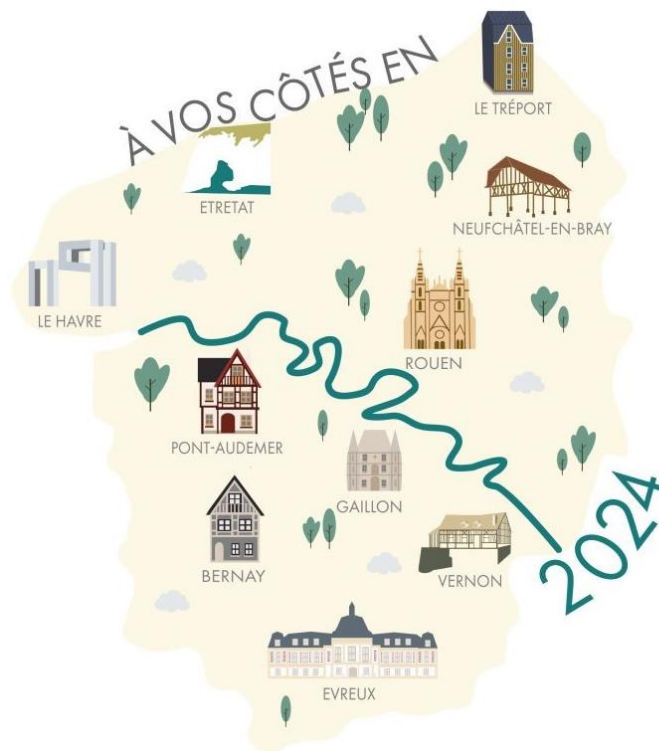 À VOS CÔTÉS EN
LE TRÉPORT
ETRETAT
NEUFCHÂTEL-EN-BRAY
LE HAVRE
ROUEN
PONT-AUDEMER
GAILLON
BERNAY
VERNON
2024
EVREUX